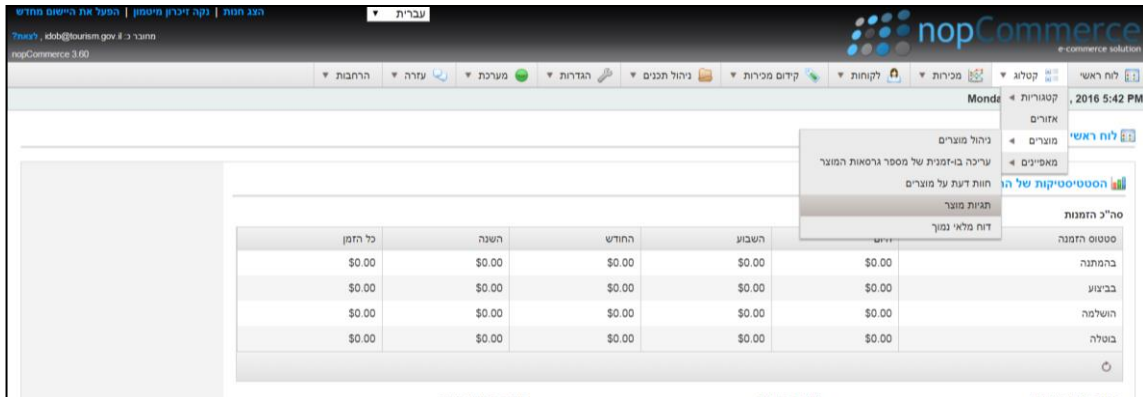 הצג חנות | נקה זיכרון מיטמון | הפעל את היישום מחדש
עברית
מחובר כ: idob@tourism.gov.il , לצאת?
nopCommerce
e-commerce solution
nopCommerce 3.60
לוח ראשי
קטלוג
מכירות
לקוחות
קידום מכירות
ניהול תכנים
הגדרות
מערכת
עזרה
הרחבות
Monda
, 2016 5:42 PM
קטגוריות
אזורים
מוצרים
מאפיינים
לוח ראשי
ניהול מוצרים
עריכה בו-זמנית של מספר גרסאות המוצר
חוות דעת על מוצרים
תגיות מוצר
דוח מלאי נמוך
הסטטיסטיקות של הח
סה"כ הזמנות
סטטוס הזמנה היום השבוע החודש השנה כל הזמן
בהמתנה $0.00 $0.00 $0.00 $0.00 $0.00
בביצוע $0.00 $0.00 $0.00 $0.00 $0.00
הושלמה $0.00 $0.00 $0.00 $0.00 $0.00
בוטלה $0.00 $0.00 $0.00 $0.00 $0.00